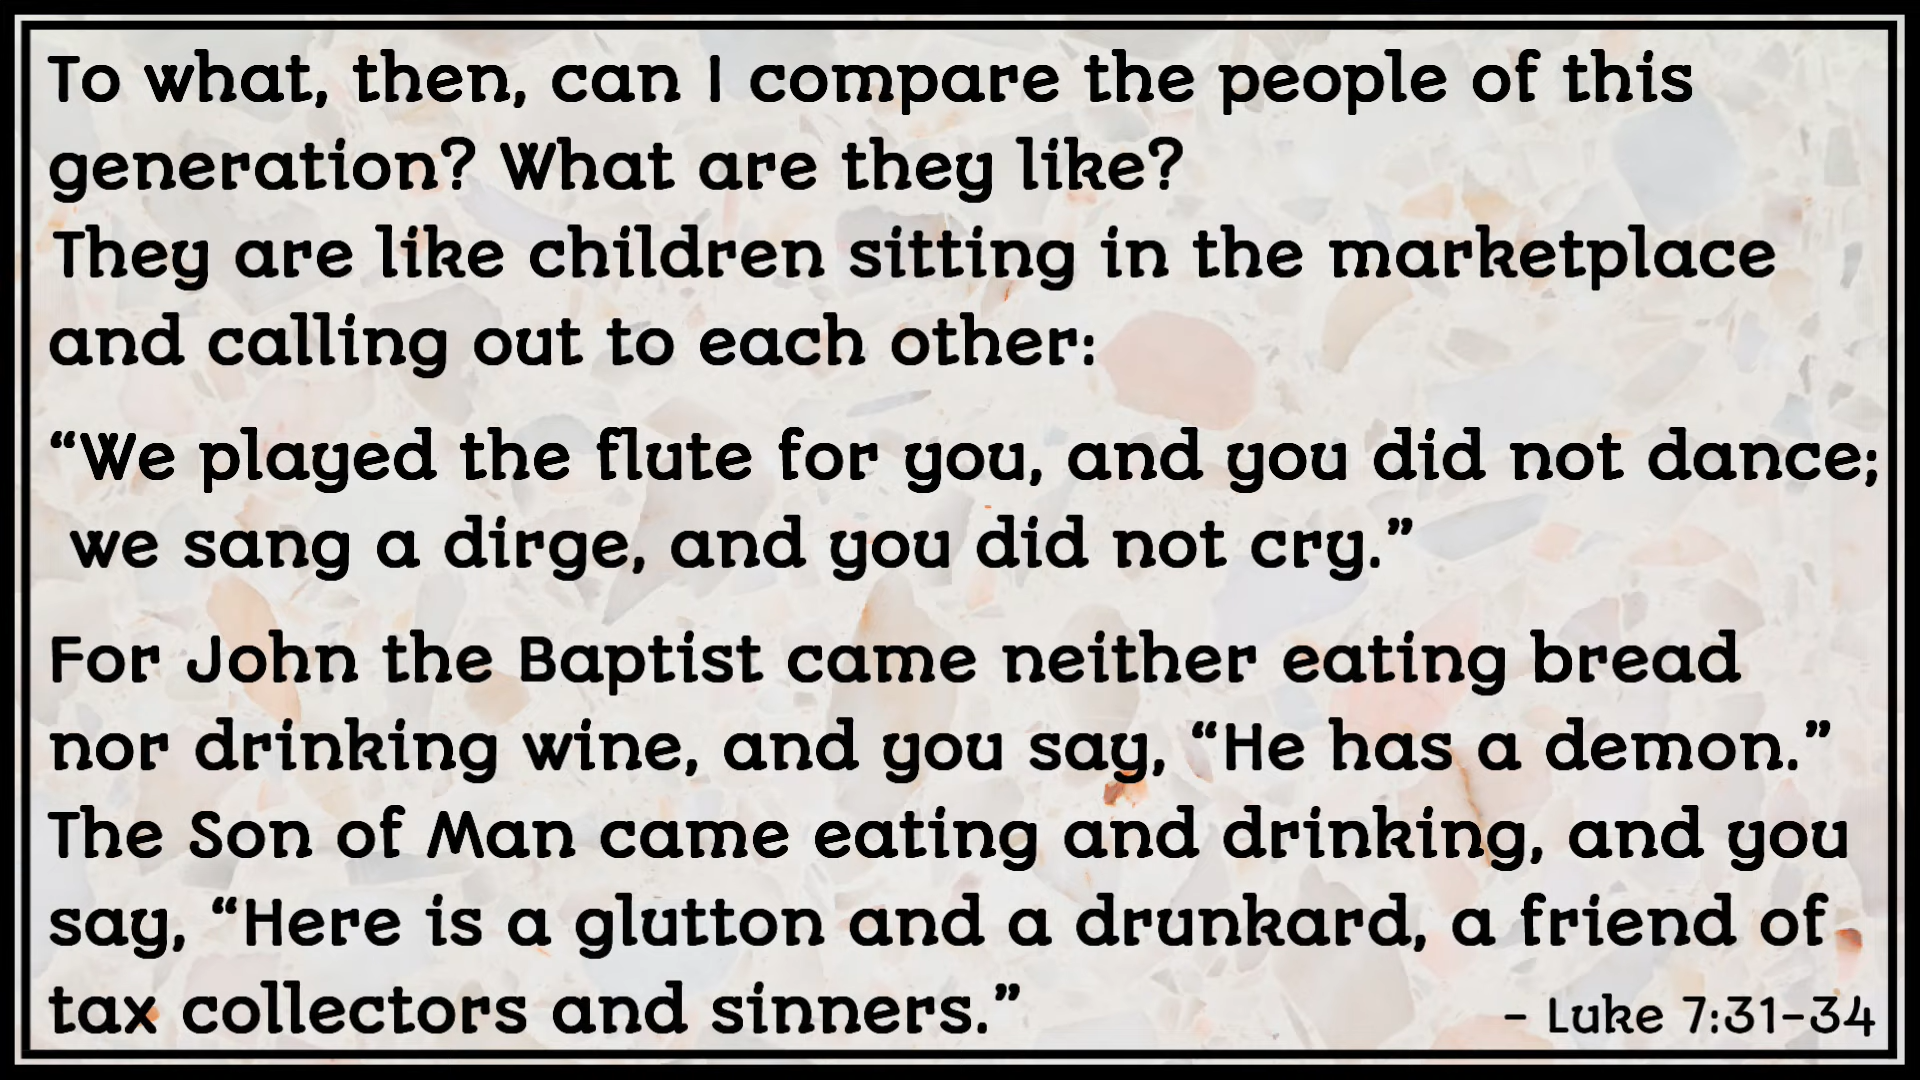 To what, then, can I compare the people of this
generation? What are they like?
They are like children sitting in the marketplace
and calling out to each other:
“We played the flute for you, and you did not dance;
we sang a dirge, and you did not cry.”
For John the Baptist came neither eating bread
nor drinking wine, and you say, “He has a demon.”
The Son of Man came eating and drinking, and you
say, “Here is a glutton and a drunkard, a friend of
tax collectors and sinners.”
- Luke 7:31-34